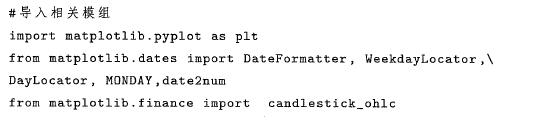 #导入相关模组
import matplotlib.pyplot as plt
from matplotlib.dates import DateFormatter, WeekdayLocator,\
DayLocator, MONDAY,date2num
from matplotlib.finance import candlestick_ohlc